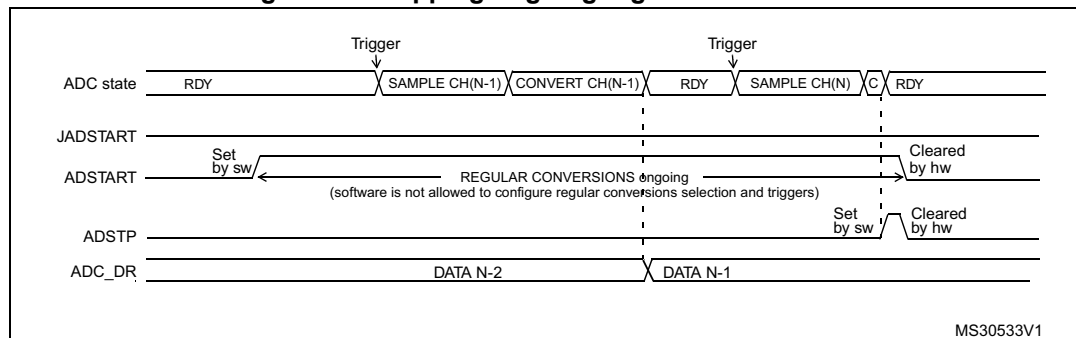 Trigger Trigger
ADC state RDY SAMPLE CH(N-1) CONVERT CH(N-1) RDY SAMPLE CH(N) C RDY
JADSTART
ADSTART Set by sw REGULAR CONVERSIONS ongoing Cleared by hw
(software is not allowed to configure regular conversions selection and triggers)
ADSTP Set by sw Cleared by hw
ADC_DR DATA N-2 DATA N-1
MS30533V1